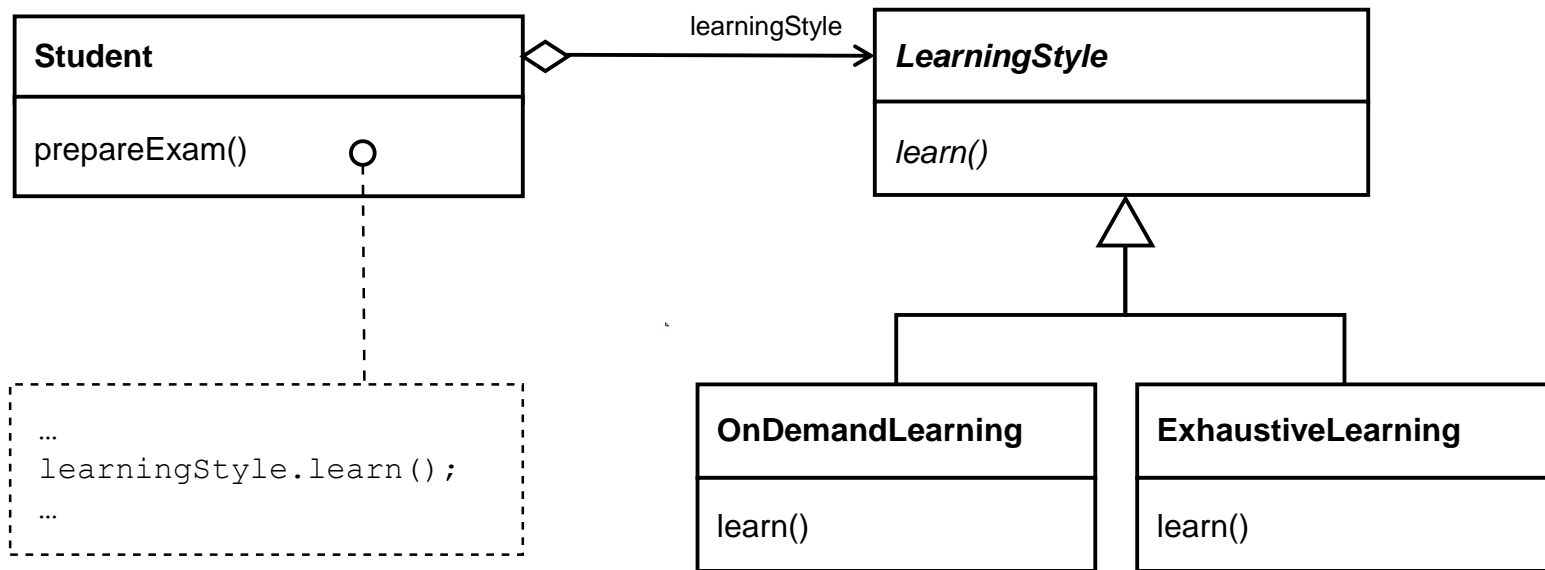 Student
prepareExam()
learningStyle
LearningStyle
learn()
…
learningStyle.learn();
…
OnDemandLearning
learn()
ExhaustiveLearning
learn()